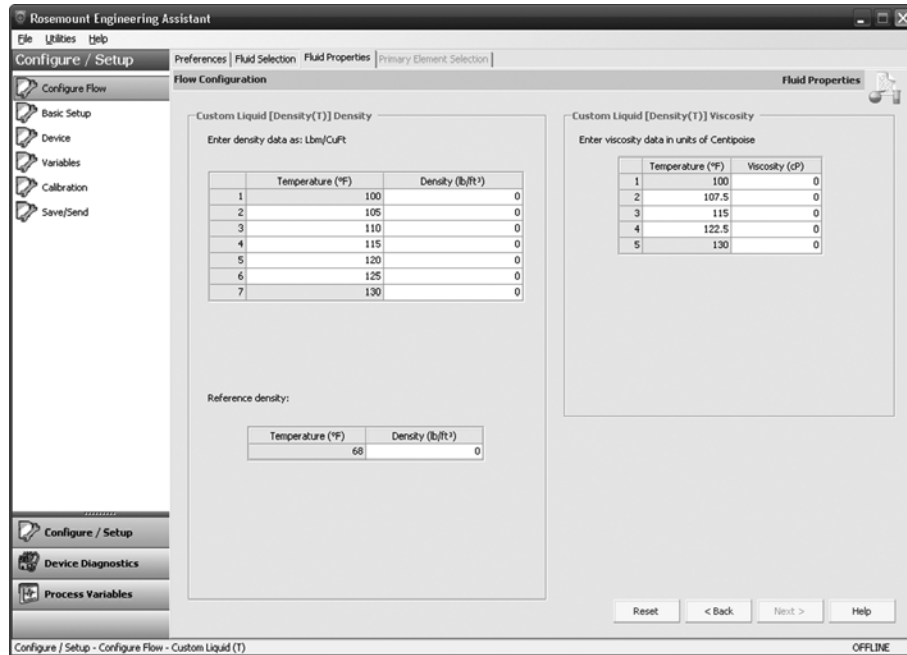 Rosemount Engineering Assistant
File Utilities Help
Configure / Setup
Preferences Fluid Selection Fluid Properties Primary Element Selection
Flow Configuration Fluid Properties
Configure Flow
Basic Setup
Device
Variables
Calibration
Save/Send
Custom Liquid [Density(T)] Density
Enter density data as: Lbm/CuFt
Temperature (ºF) Density (lb/ft³)
1 100 0
2 105 0
3 110 0
4 115 0
5 120 0
6 125 0
7 130 0
Reference density:
Temperature (ºF) Density (lb/ft³)
68 0
Custom Liquid [Density(T)] Viscosity
Enter viscosity data in units of Centipoise
Temperature (ºF) Viscosity (cP)
1 100 0
2 107.5 0
3 115 0
4 122.5 0
5 130 0
Configure / Setup
Device Diagnostics
Process Variables
Reset < Back Next > Help
Configure / Setup - Configure Flow - Custom Liquid (T) OFFLINE